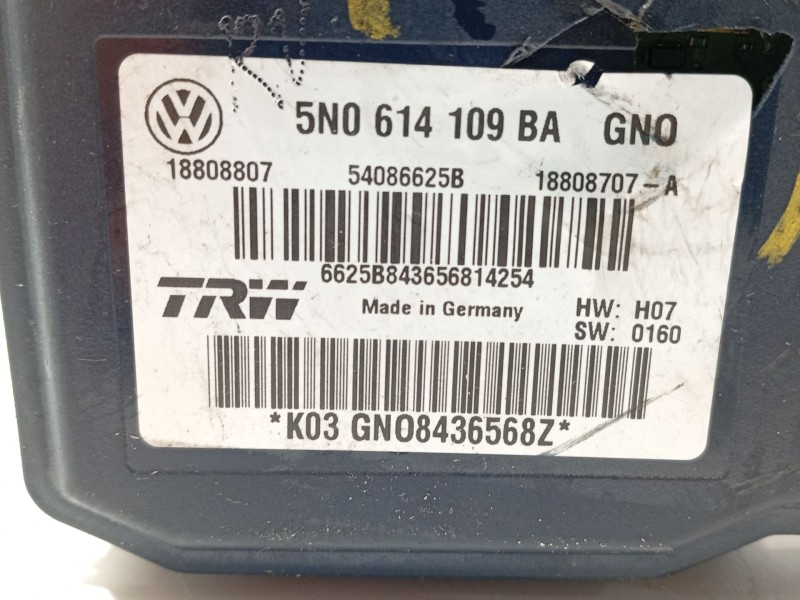 5N0 614 109 BA GNO
18808807 54086625B 18808707-A
6625B843656814254
TRW Made in Germany HW: H07
SW: 0160
*K03 GNO8436568Z*